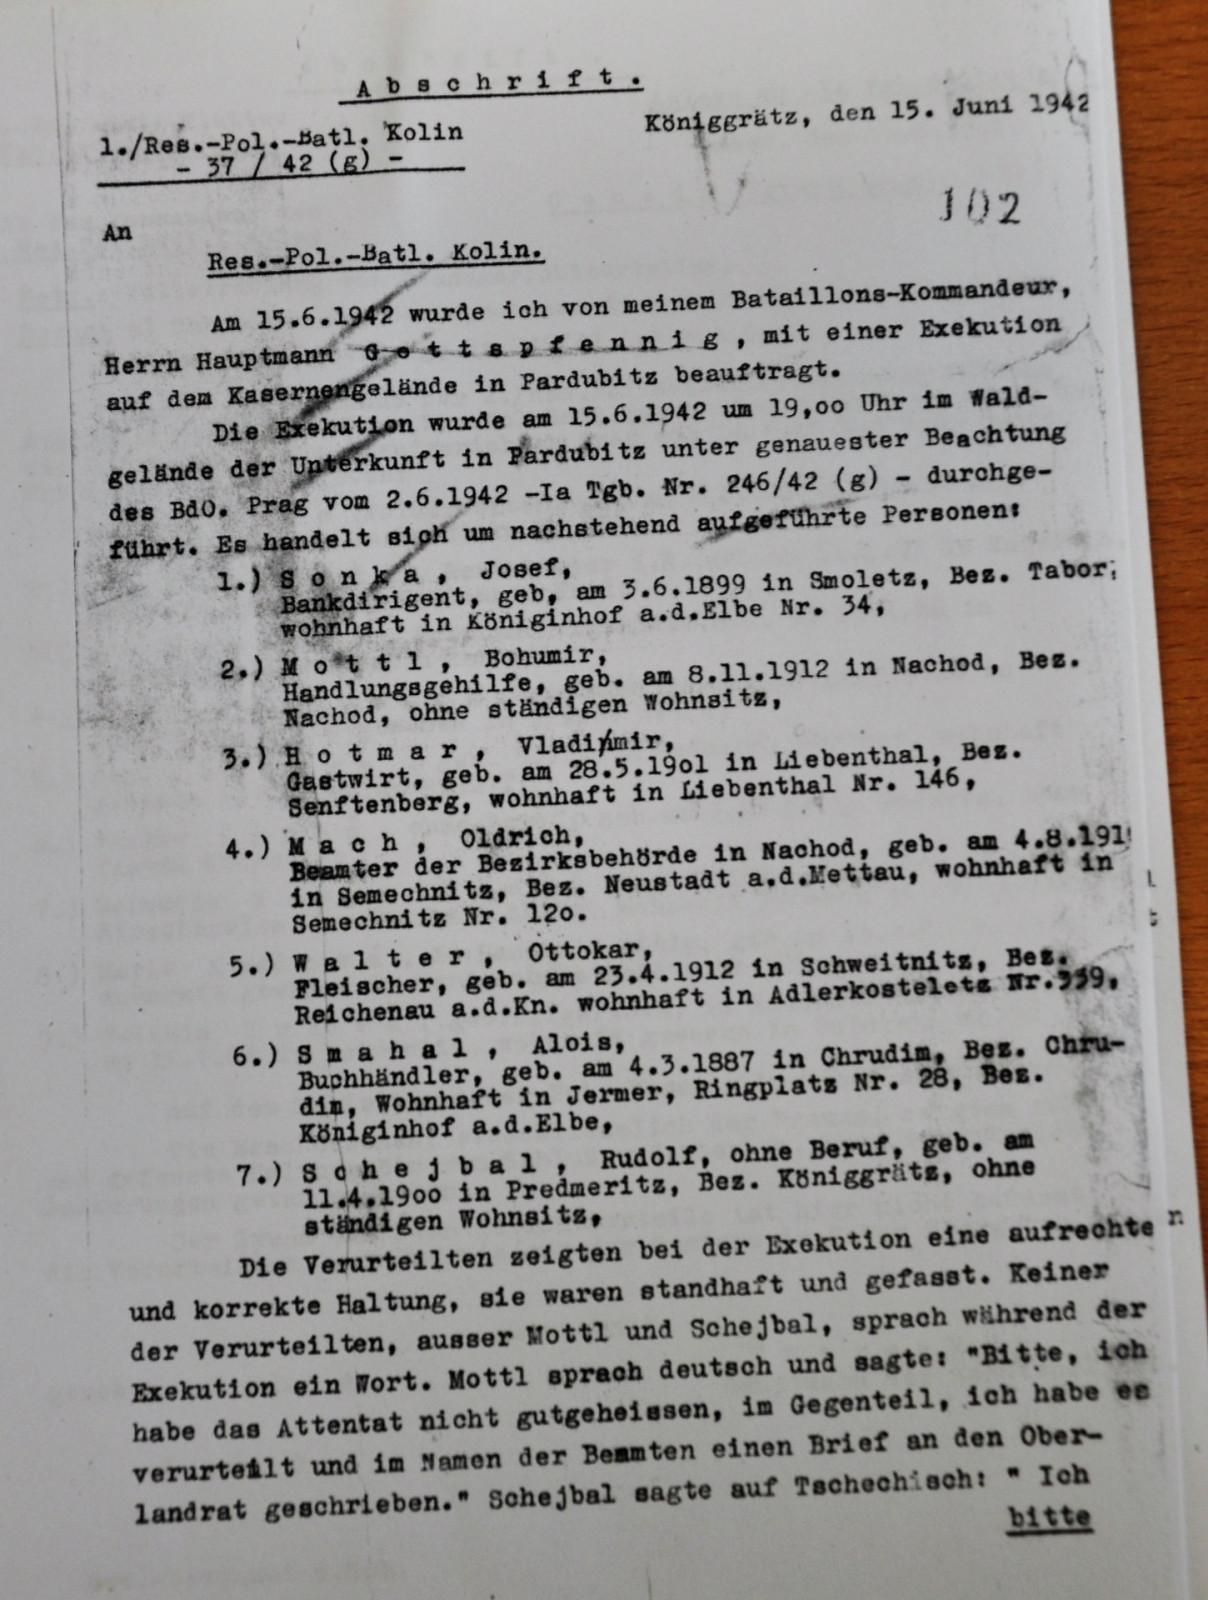 A b s c h r i f t .
Königgrätz, den 15. Juni 1942
1./Res.-Pol.-Batl. Kolin
- 37 / 42 (g) -
102
An
Res.-Pol.-Batl. Kolin.
Am 15.6.1942 wurde ich von meinem Bataillons-Kommandeur,
Herrn Hauptmann G o t t s p f e n n i g , mit einer Exekution
auf dem Kasernengelände in Pardubitz beauftragt.
Die Exekution wurde am 15.6.1942 um 19,oo Uhr im Wald-
gelände der Unterkunft in Pardubitz unter genauester Beachtung
des BdO. Prag vom 2.6.1942 -Ia Tgb. Nr. 246/42 (g) - durchge-
führt. Es handelt sich um nachstehend aufgeführte Personen:
1.) S o n k a , Josef,
Bankdirigent, geb, am 3.6.1899 in Smoletz, Bez. Tabor,
wohnhaft in Königinhof a.d.Elbe Nr. 34,
2.) M o t t l , Bohumir,
Handlungsgehilfe, geb. am 8.11.1912 in Nachod, Bez.
Nachod, ohne ständigen Wohnsitz,
3.) H o t m a r , Vladimir,
Gastwirt, geb. am 28.5.19o1 in Liebenthal, Bez.
Senftenberg, wohnhaft in Liebenthal Nr. 146,
4.) M a c h , Oldrich,
Beamter der Bezirksbehörde in Nachod, geb. am 4.8.191
in Semechnitz, Bez. Neustadt a.d.Mettau, wohnhaft in
Semechnitz Nr. 12o.
5.) W a l t e r , Ottokar,
Fleischer, geb. am 23.4.1912 in Schweitnitz, Bez.
Reichenau a.d.Kn. wohnhaft in Adlerkosteletz Nr.
6.) S m a h a l , Alois,
Buchhändler, geb. am 4.3.1887 in Chrudim, Bez. Chru-
dim, Wohnhaft in Jermer, Ringplatz Nr. 28, Bez.
Königinhof a.d.Elbe,
7.) S c h e j b a l , Rudolf, ohne Beruf, geb. am
11.4.19oo in Predmeritz, Bez. Königgrätz, ohne
ständigen Wohnsitz,
Die Verurteilten zeigten bei der Exekution eine aufrechte
und korrekte Haltung, sie waren standhaft und gefasst. Keiner
der Verurteilten, ausser Mottl und Schejbal, sprach während der
Exekution ein Wort. Mottl sprach deutsch und sagte: "Bitte, ich
habe das Attentat nicht gutgeheissen, im Gegenteil, ich habe es
verurteilt und im Namen der Beamten einen Brief an den Ober-
landrat geschrieben." Schejbal sagte auf Tschechisch: " Ich
bitte